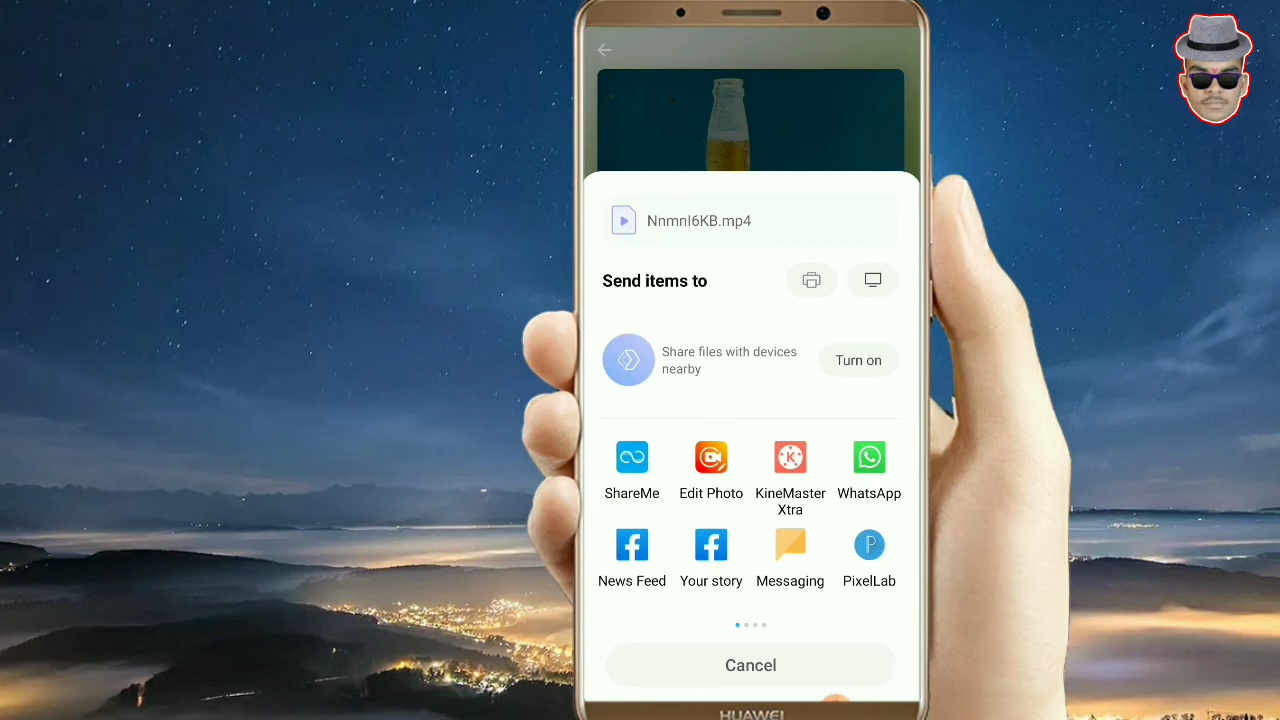 NnmnI6KB.mp4
Send items to
Share files with devices
nearby
Turn on
ShareMe
Edit Photo
KineMaster
Xtra
WhatsApp
News Feed
Your story
Messaging
PixelLab
Cancel
HUAWEI